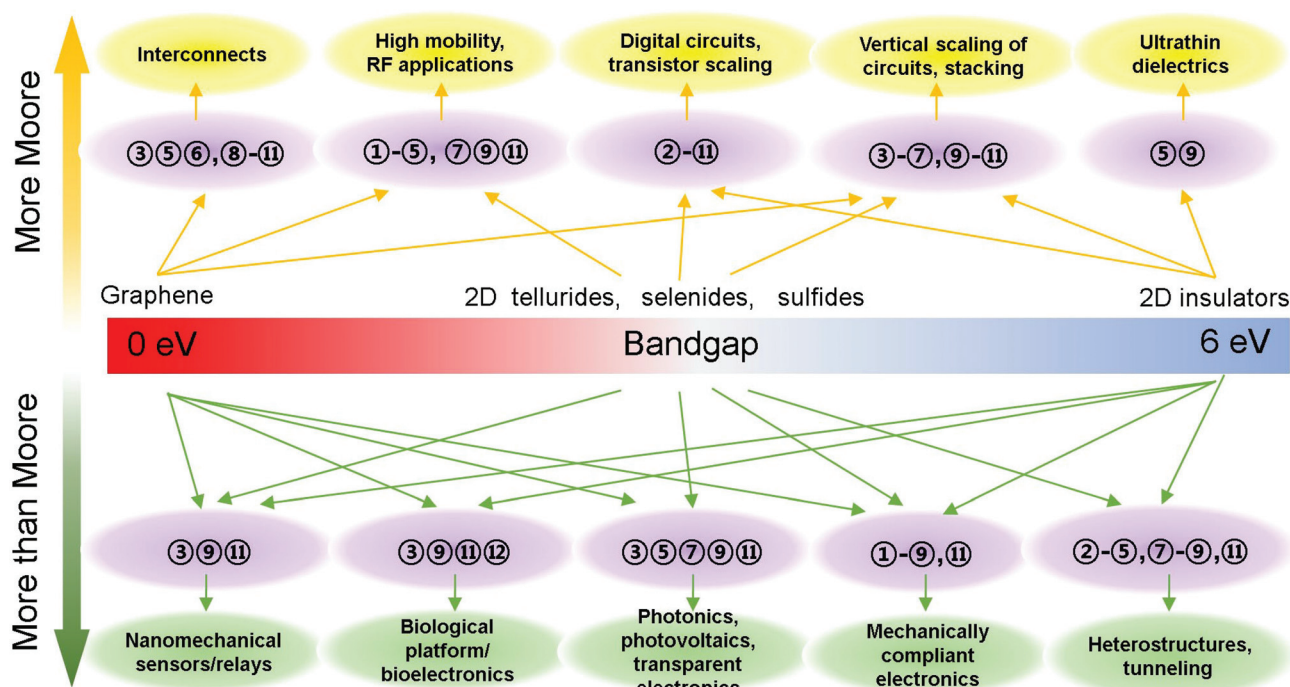 More Moore
Interconnects
High mobility,
RF applications
Digital circuits,
transistor scaling
Vertical scaling of
circuits, stacking
Ultrathin
dielectrics
③⑤⑥,⑧-⑪
①-⑤, ⑦⑨⑪
②-⑪
③-⑦,⑨-⑪
⑤⑨
Graphene
2D tellurides, selenides, sulfides
2D insulators
0 eV
Bandgap
6 eV
More than Moore
③⑨⑪
③⑨⑪⑫
③⑤⑦⑨⑪
①-⑨,⑪
②-⑤,⑦-⑨,⑪
Nanomechanical
sensors/relays
Biological
platform/
bioelectronics
Photonics,
photovoltaics,
transparent
electronics
Mechanically
compliant
electronics
Heterostructures,
tunneling